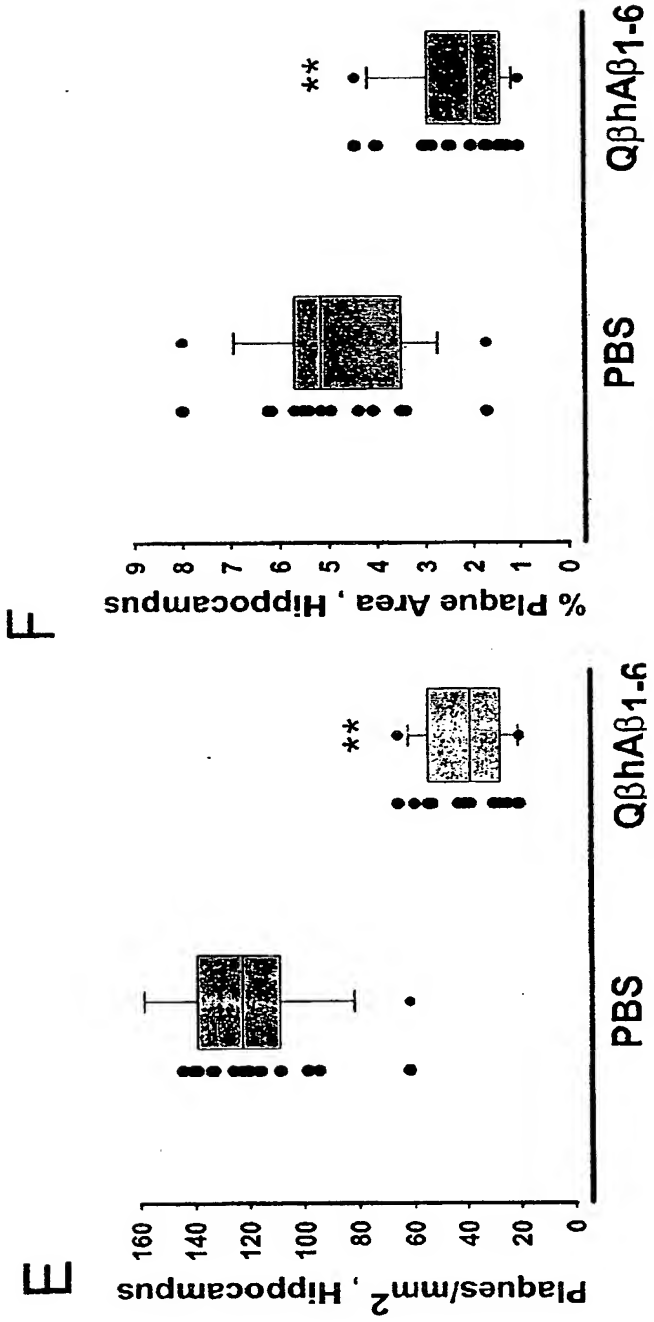 E
Plaques/mm², Hippocampus
160
140
120
100
80
60
40
20
0
**
PBS
QβhAβ1-6
F
% Plaque Area , Hippocampus
9
8
7
6
5
4
3
2
1
0
**
PBS
QβhAβ1-6